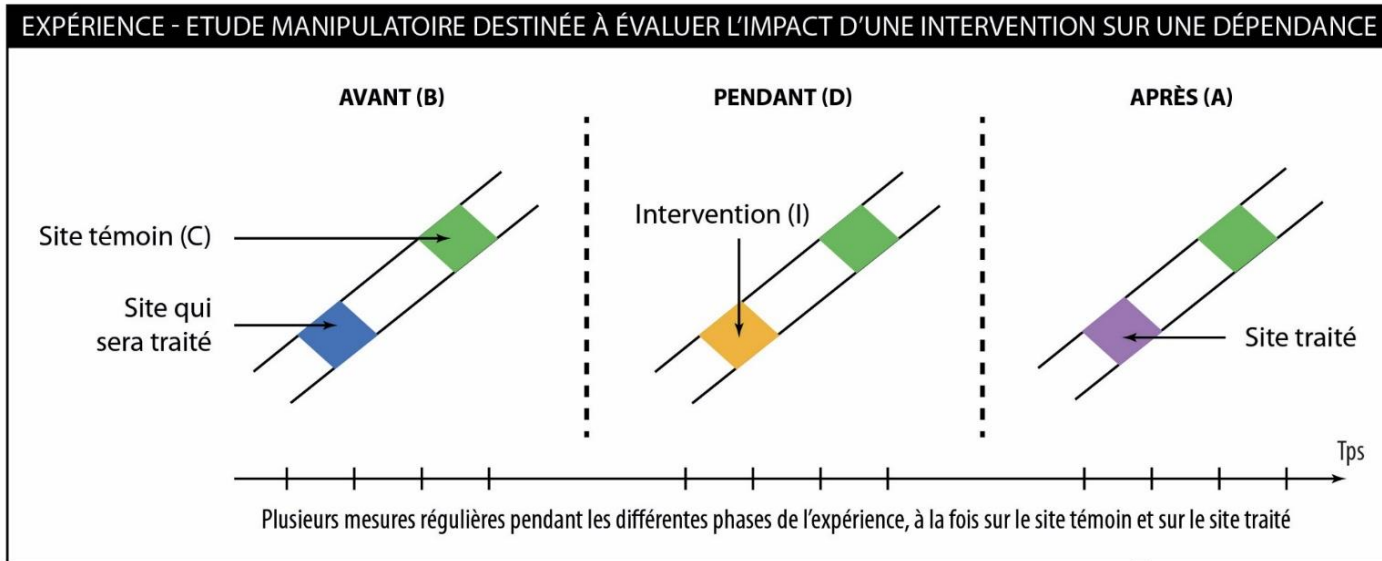 EXPÉRIENCE - ETUDE MANIPULATOIRE DESTINÉE À ÉVALUER L'IMPACT D'UNE INTERVENTION SUR UNE DÉPENDANCE
AVANT (B)
PENDANT (D)
APRÈS (A)
Site témoin (C)
Site qui
sera traité
Intervention (I)
Site traité
Tps
Plusieurs mesures régulières pendant les différentes phases de l'expérience, à la fois sur le site témoin et sur le site traité